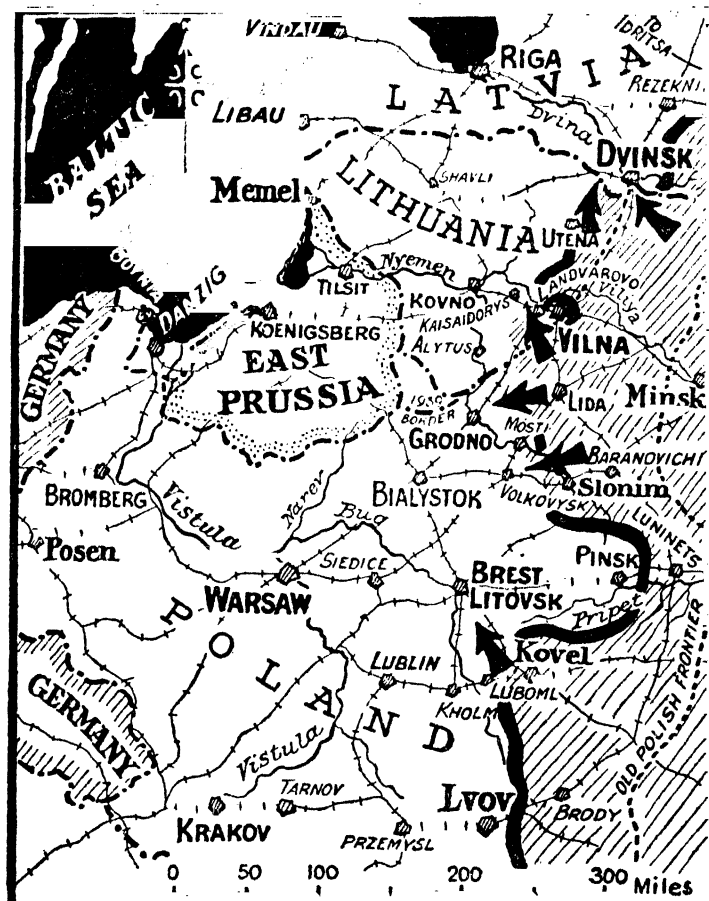 VINDAU
TO IDRITSA
RIGA
LATVIA
REZEKNI
Dvina
LIBAU
BALTIC
SEA
DVINSK
SHAVLI
LITHUANIA
Memel
UTENA
Nyemen
TILSIT
LANDVAROVO
Viliya
DANZIG
KOVNO
KAISAIDORYS
KOENIGSBERG
VILNA
ALYTUS
GERMANY
EAST
PRUSSIA
LIDA
Minsk
1939
BORDER
GRODNO
MOSTI
BARANOVICHI
BROMBERG
Vistula
Narev
BIALYSTOK
VOLKOVYSK
Slonim
Bug
LUNINETS
Posen
SIEDICE
PINSK
WARSAW
BREST
LITOVSK
Pripet
POLAND
Kovel
LUBLIN
LUBOML
KHOLM
GERMANY
OLD POLISH FRONTIER
Vistula
TARNOV
LVOV
BRODY
KRAKOV
PRZEMYSL
0 50 100 200 300 Miles